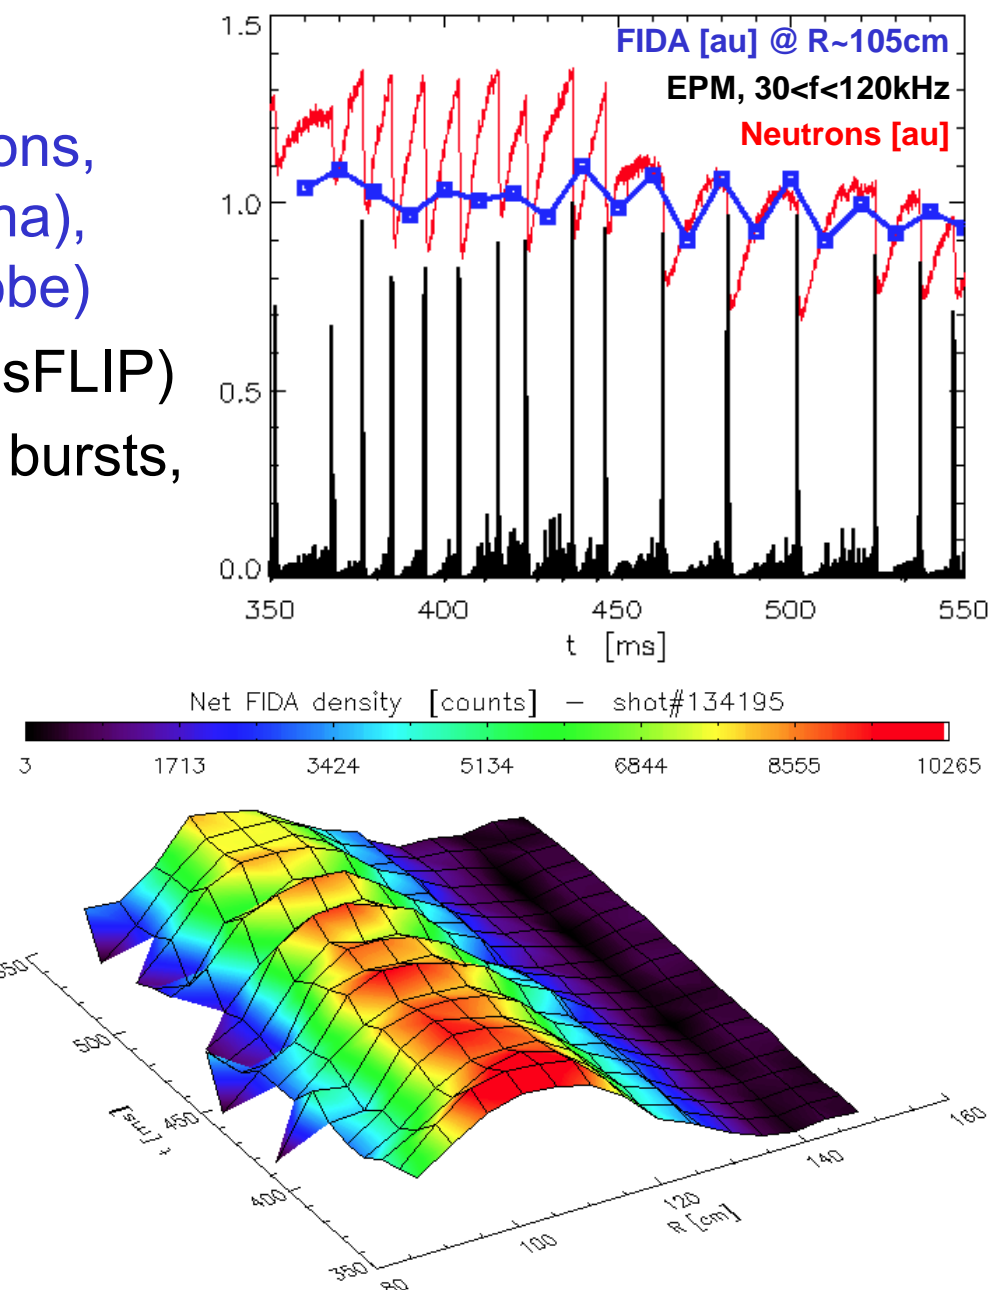 1.5
FIDA [au] @ R~105cm
EPM, 30<f<120kHz
Neutrons [au]
ons,
na),
obe)
1.0
sFLIP)
0.5
bursts,
0.0
350 400 450 500 550
t [ms]
Net FIDA density [counts] – shot#134195
3 1713 3424 5134 6844 8555 10265
550
500
450
t [ms]
400
350
80
100
120
R [cm]
140
160